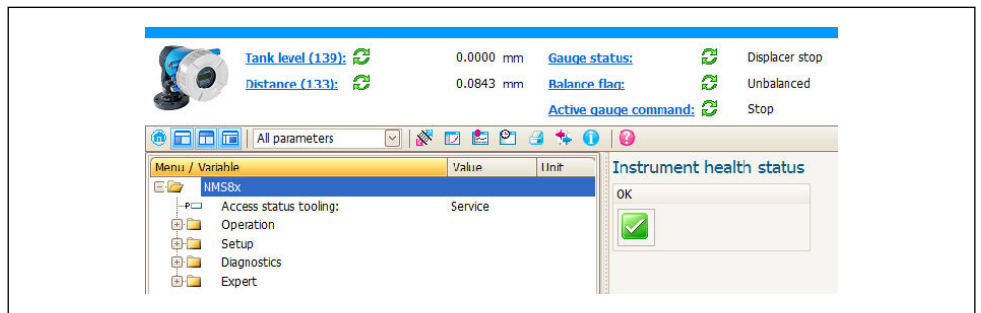 Tank level (139): 0.0000 mm Gauge status: Displacer stop
Distance (133): 0.0843 mm Balance flag: Unbalanced
Active gauge command: Stop
All parameters
Menu / Variable Value Unit Instrument health status
NMS8x OK
Access status tooling: Service
Operation
Setup
Diagnostics
Expert